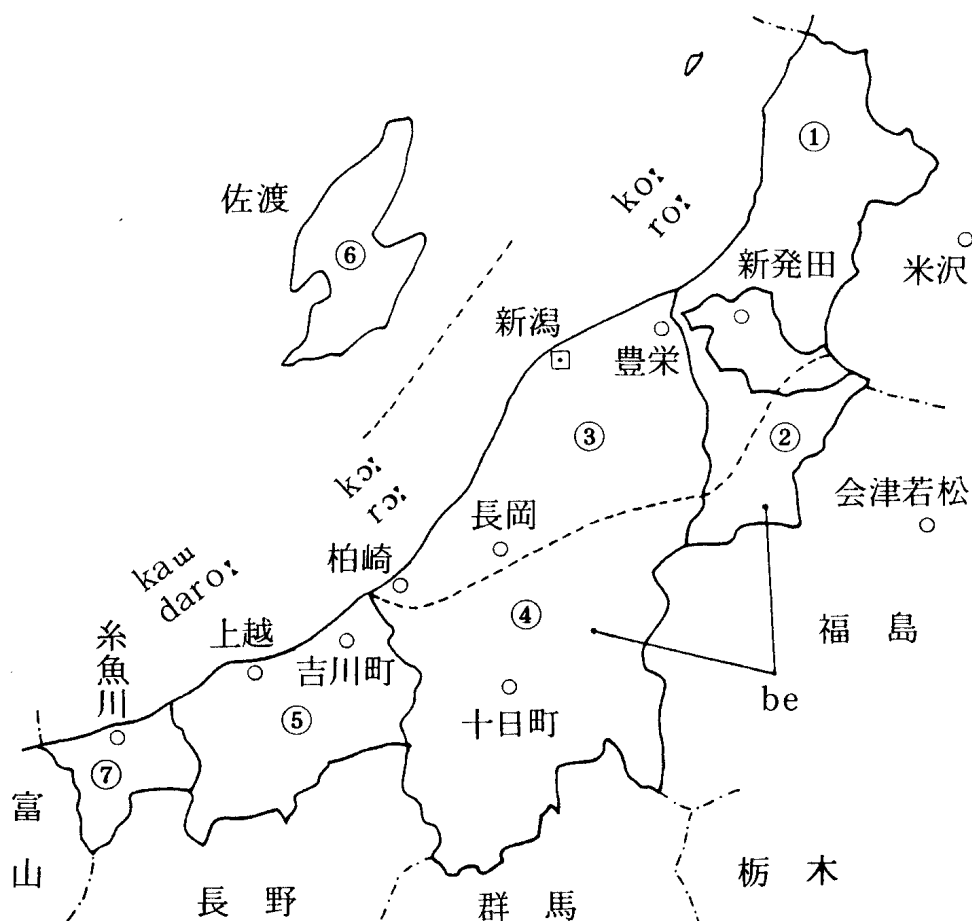 ①
佐渡
koː
roː
⑥
新発田
米沢
新潟
豊栄
③
②
kɔː
rɔː
長岡
会津若松
柏崎
kaɯ
daroː
④
福島
上越
糸魚川
吉川町
be
⑤
十日町
⑦
富山
長野
群馬
栃木